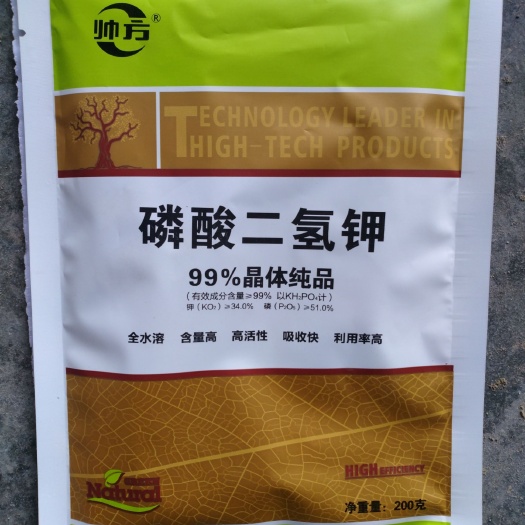 帅方®
TECHNOLOGY LEADER IN
HIGH-TECH PRODUCTS
磷酸二氢钾
99%晶体纯品
(有效成分含量≥99% 以KH₂PO₄计)
钾(KO₂)≥34.0% 磷(P₂O₅)≥51.0%
全水溶 含量高 高活性 吸收快 利用率高
Natural
HIGH EFFICIENCY
净重量:200克